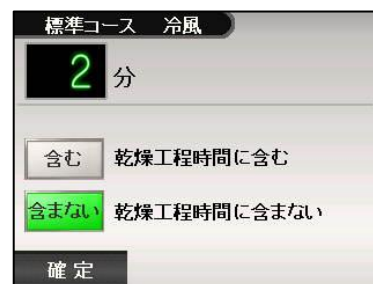 標準コース 冷風
2 分
含む 乾燥工程時間に含む
含まない 乾燥工程時間に含まない
確定